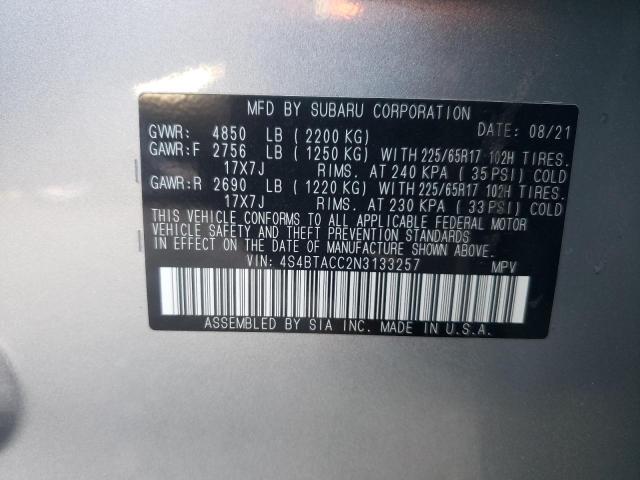 MFD BY SUBARU CORPORATION DATE: 08/21
GVWR: 4850 LB (2200 KG)
GAWR:F 2756 LB (1250 KG) WITH 225/65R17 102H TIRES.
17X7J RIMS. AT 240 KPA (35 PSI) COLD
GAWR:R 2690 LB (1220 KG) WITH 225/65R17 102H TIRES.
17X7J RIMS. AT 230 KPA (33 PSI) COLD
THIS VEHICLE CONFORMS TO ALL APPLICABLE FEDERAL MOTOR
VEHICLE SAFETY AND THEFT PREVENTION STANDARDS
IN EFFECT ON THE DATE OF MANUFACTURE SHOWN ABOVE.
VIN: 4S4BTACC2N3133257 MPV
ASSEMBLED BY SIA INC. MADE IN U.S.A.